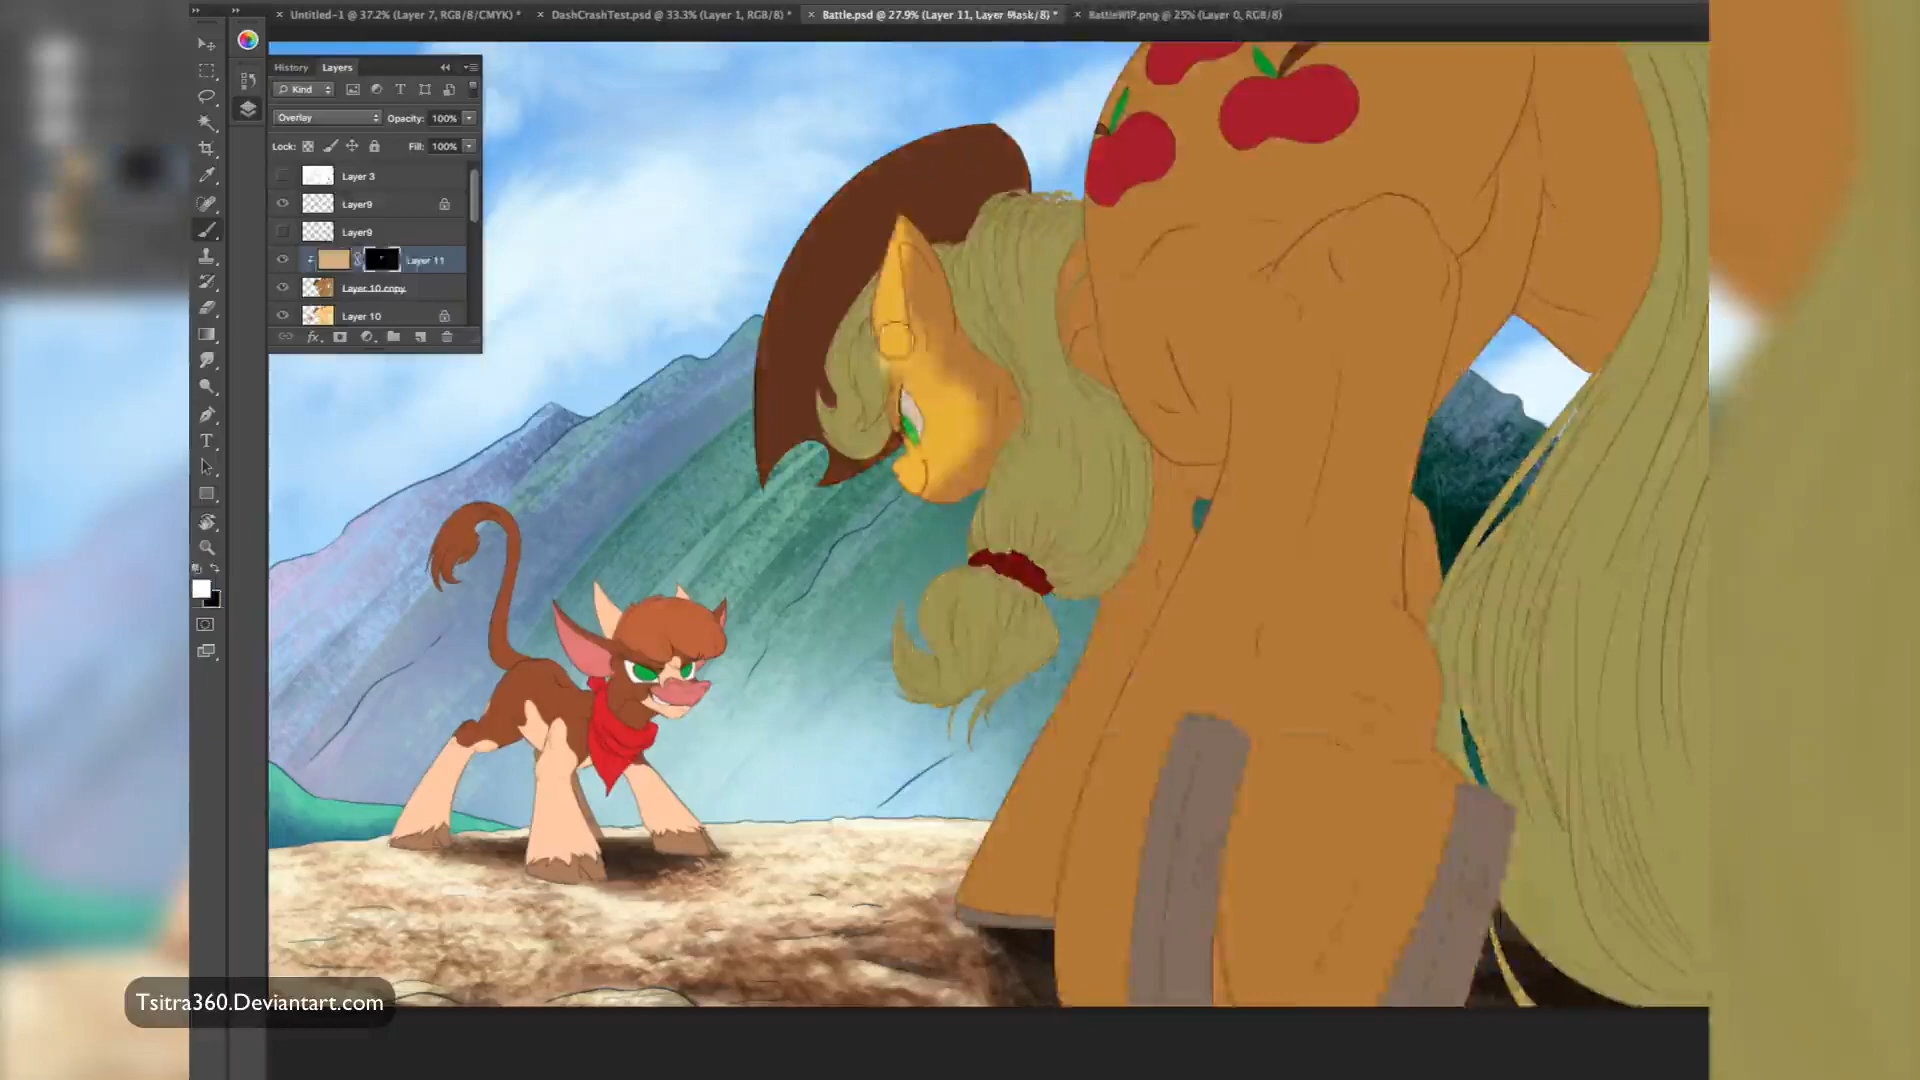 Untitled-1 @ 37.2% (Layer 7, RGB/8/CMYK) *
DashCrashTest.psd @ 33.3% (Layer 1, RGB/8) *
Battle.psd @ 27.9% (Layer 11, Layer Mask/8) *
BattleWIP.png @ 25% (Layer 0, RGB/8)
History Layers
Kind
Overlay Opacity: 100%
Lock: Fill: 100%
Layer 3
Layer9
Layer9
Layer 11
Layer 10 copy
Layer 10
fx
Tsitra360.Deviantart.com